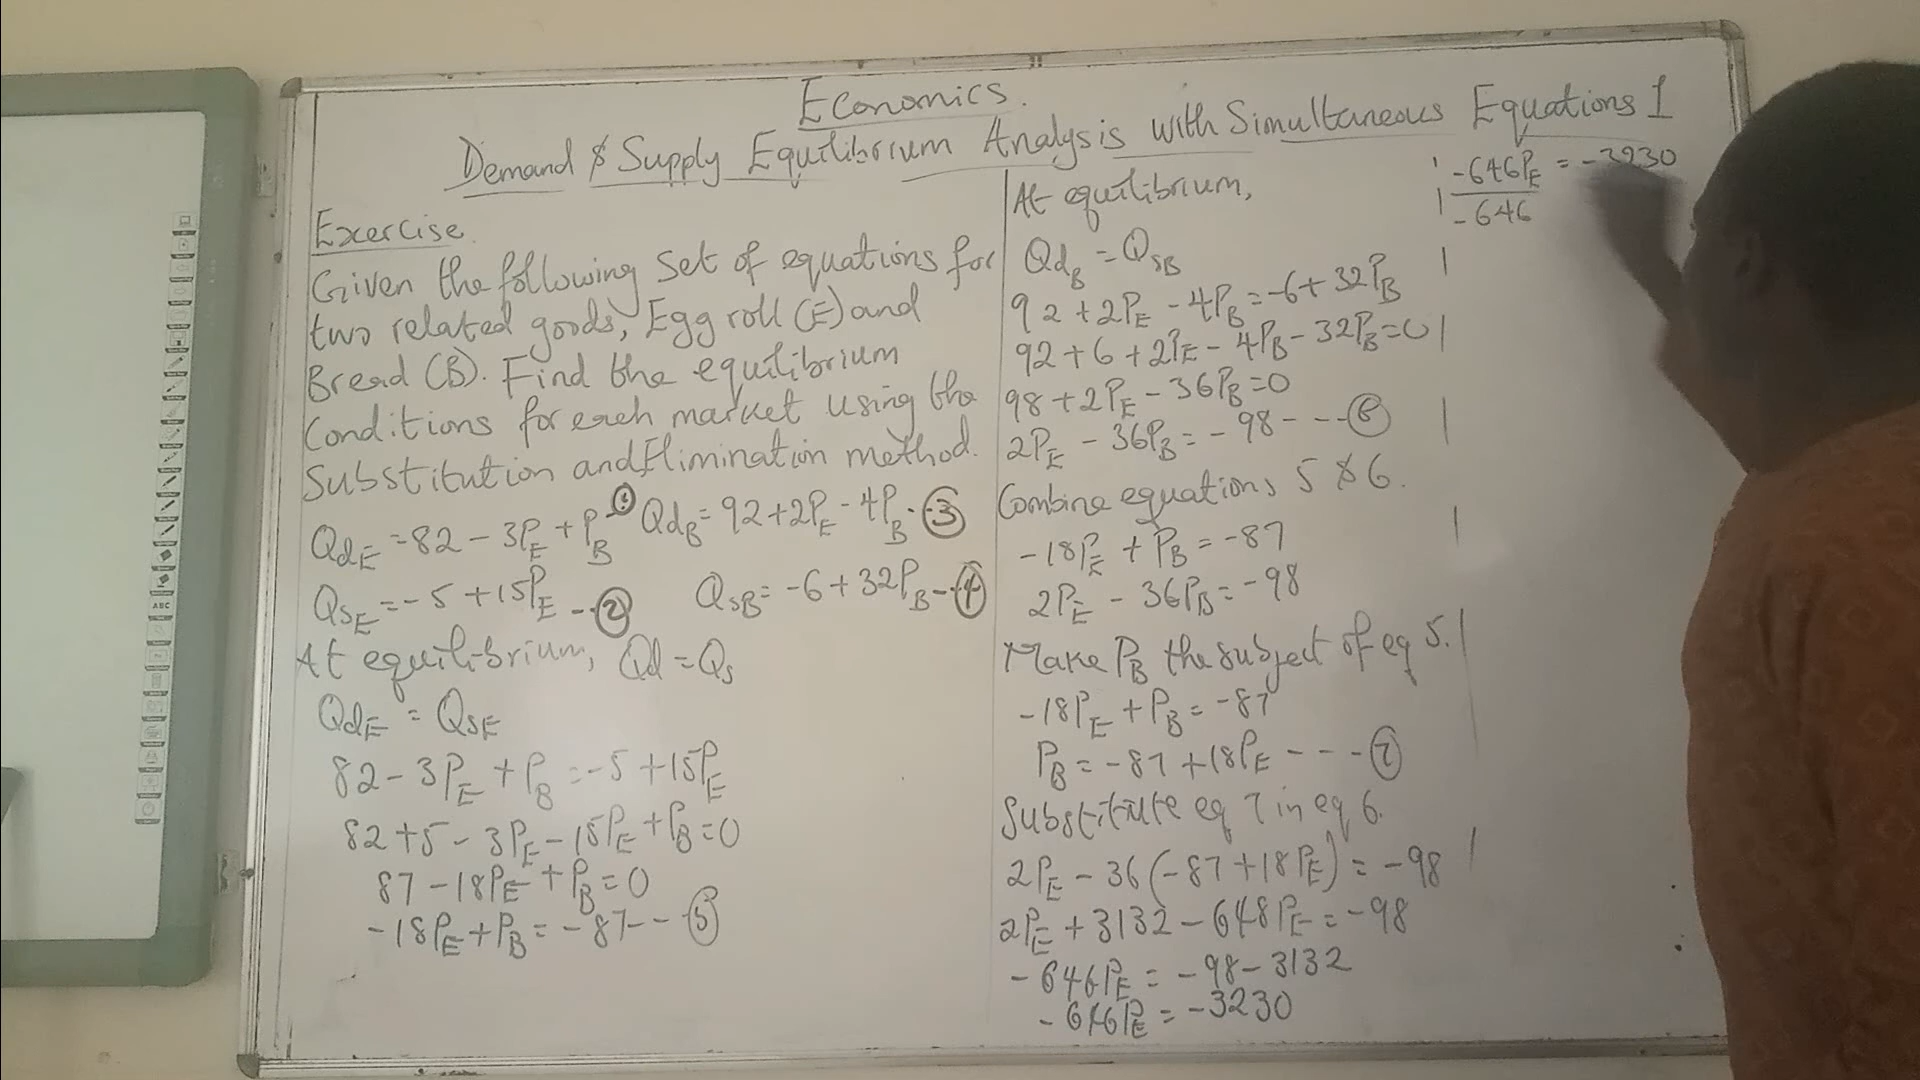 Economics.
Demand & Supply Equilibrium Analysis with Simultaneous Equations 1
Exercise
Given the following set of equations for
two related goods, Egg roll (E) and
Bread (B). Find the equilibrium
Conditions for each market using the
Substitution and Elimination method.
QdE = 82 - 3PE + PB - ① QdB = 92 + 2PE - 4PB - - ③
QsE = -5 + 15PE - - ② QsB = -6 + 32PB - - ④
At equilibrium, Qd = Qs
QdE = QsE
82 - 3PE + PB = -5 + 15PE
82 + 5 - 3PE - 15PE + PB = 0
87 - 18PE + PB = 0
-18PE + PB = -87 - - ⑤
At equilibrium,
QdB = QsB
92 + 2PE - 4PB = -6 + 32PB
92 + 6 + 2PE - 4PB - 32PB = 0
98 + 2PE - 36PB = 0
2PE - 36PB = -98 - - - ⑥
Combine equations 5 & 6.
-18PE + PB = -87
2PE - 36PB = -98
Make PB the subject of eq 5.
-18PE + PB = -87
PB = -87 + 18PE - - - ⑦
Substitute eq 7 in eq 6.
2PE - 36(-87 + 18PE) = -98
2PE + 3132 - 648PE = -98
-646PE = -98 - 3132
-646PE = -3230
-646PE = -3230
-646
ABC